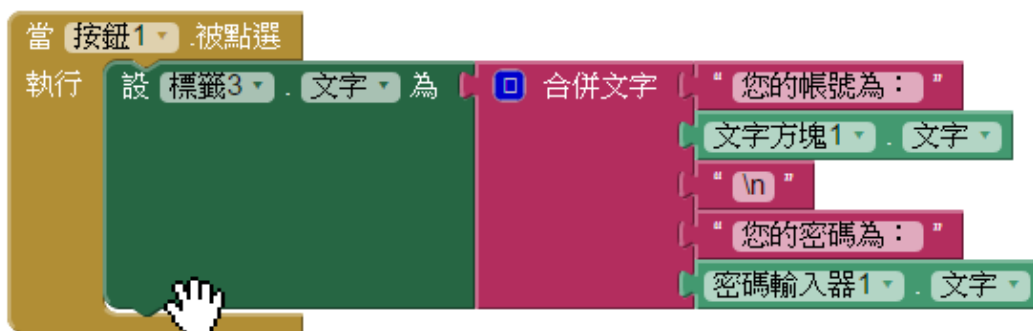 當 按鈕1 .被點選
執行 設 標籤3 . 文字 為 合併文字 “ 您的帳號為： ”
文字方塊1 . 文字
“ \n ”
“ 您的密碼為： ”
密碼輸入器1 . 文字